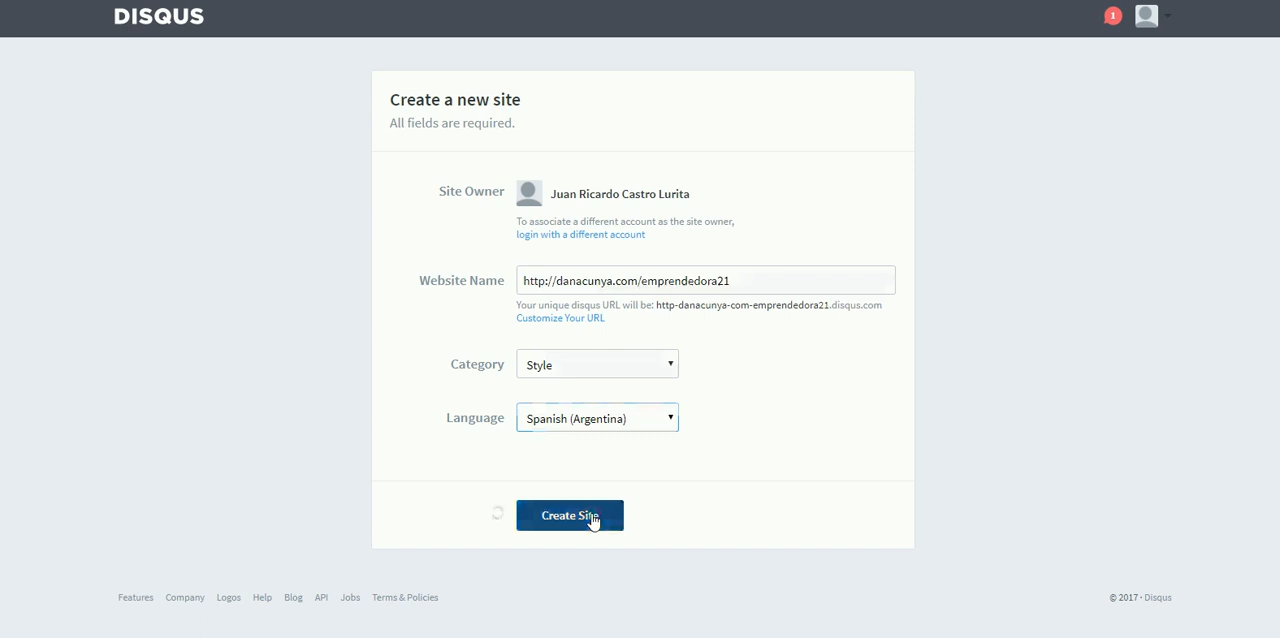 DISQUS
1
Create a new site
All fields are required.
Site Owner
Juan Ricardo Castro Lurita
To associate a different account as the site owner,
login with a different account
Website Name
http://danacunya.com/emprendedora21
Your unique disqus URL will be: http-danacunya-com-emprendedora21.disqus.com
Customize Your URL
Category
Style
Language
Spanish (Argentina)
Create Site
Features Company Logos Help Blog API Jobs Terms & Policies
© 2017 · Disqus